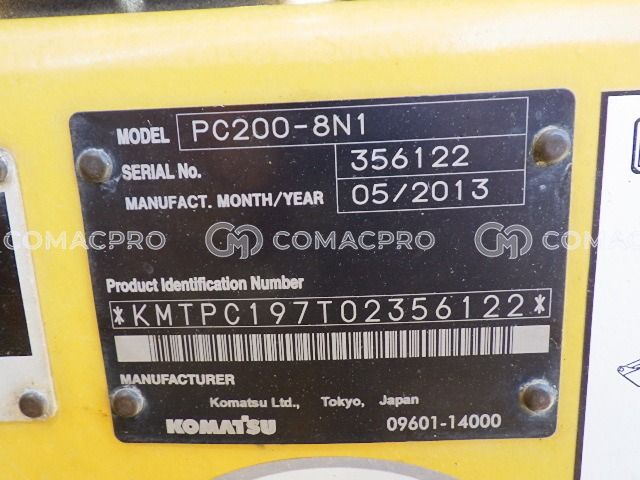 MODEL PC200-8N1
SERIAL No. 356122
MANUFACT. MONTH/YEAR 05/2013
COMACPRO COMACPRO COMACPRO
Product Identification Number
*KMTPC197T02356122*
MANUFACTURER
Komatsu Ltd., Tokyo, Japan
KOMATSU 09601-14000